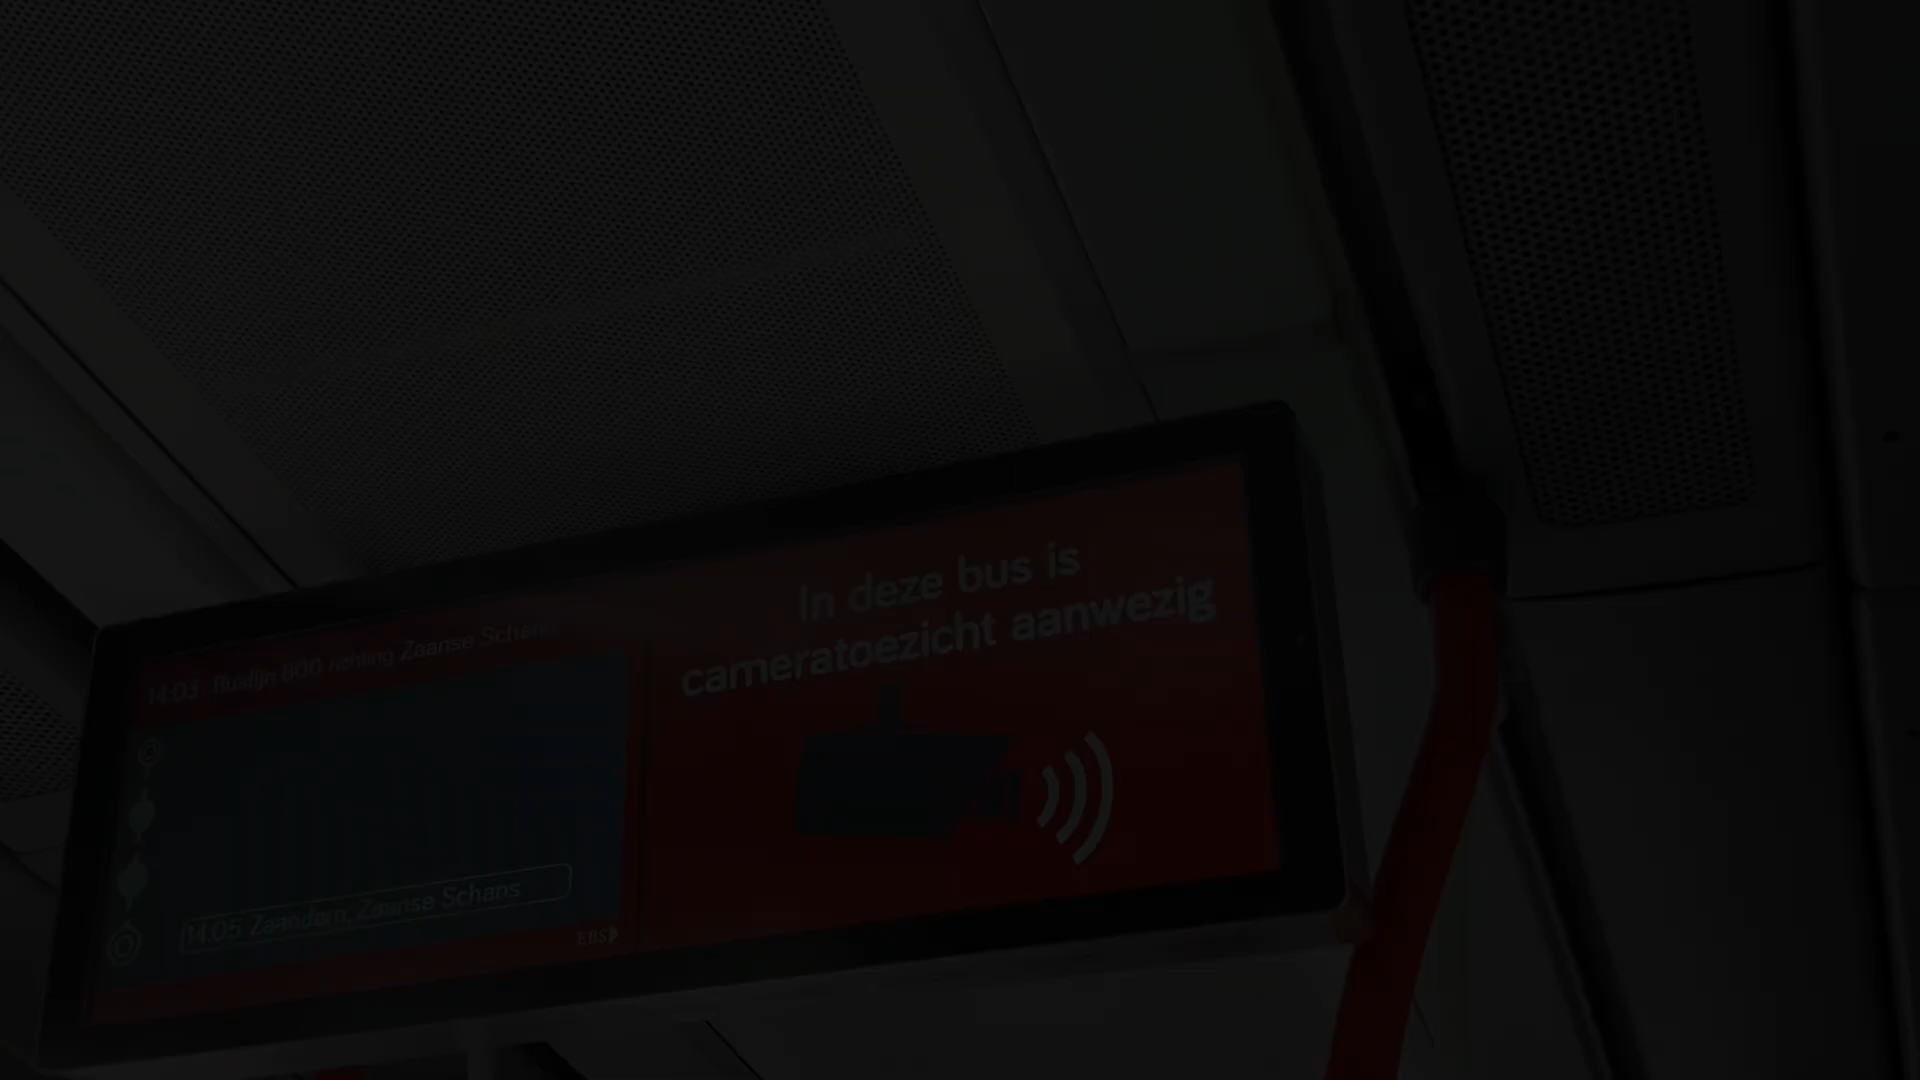 14:03 Buslijn 800 richting Zaanse Schans
14:05 Zaandam, Zaanse Schans
EBS
In deze bus is
cameratoezicht aanwezig